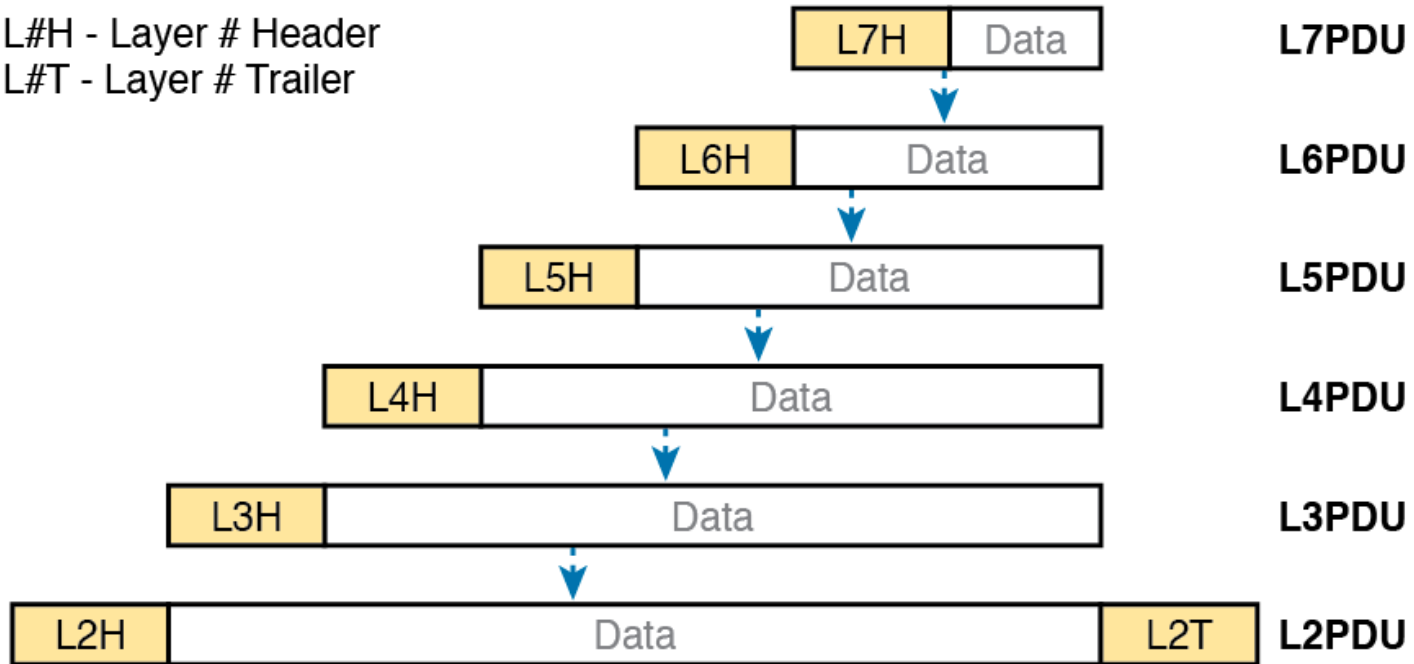 L#H - Layer # Header
L#T - Layer # Trailer
L7H Data L7PDU
L6H Data L6PDU
L5H Data L5PDU
L4H Data L4PDU
L3H Data L3PDU
L2H Data L2T L2PDU